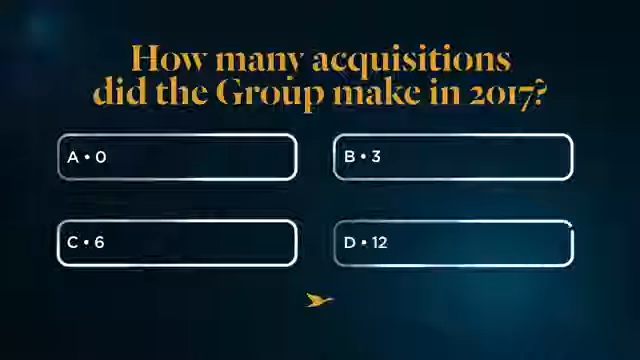 How many acquisitions
did the Group make in 2017?
A • 0
B • 3
C • 6
D • 12